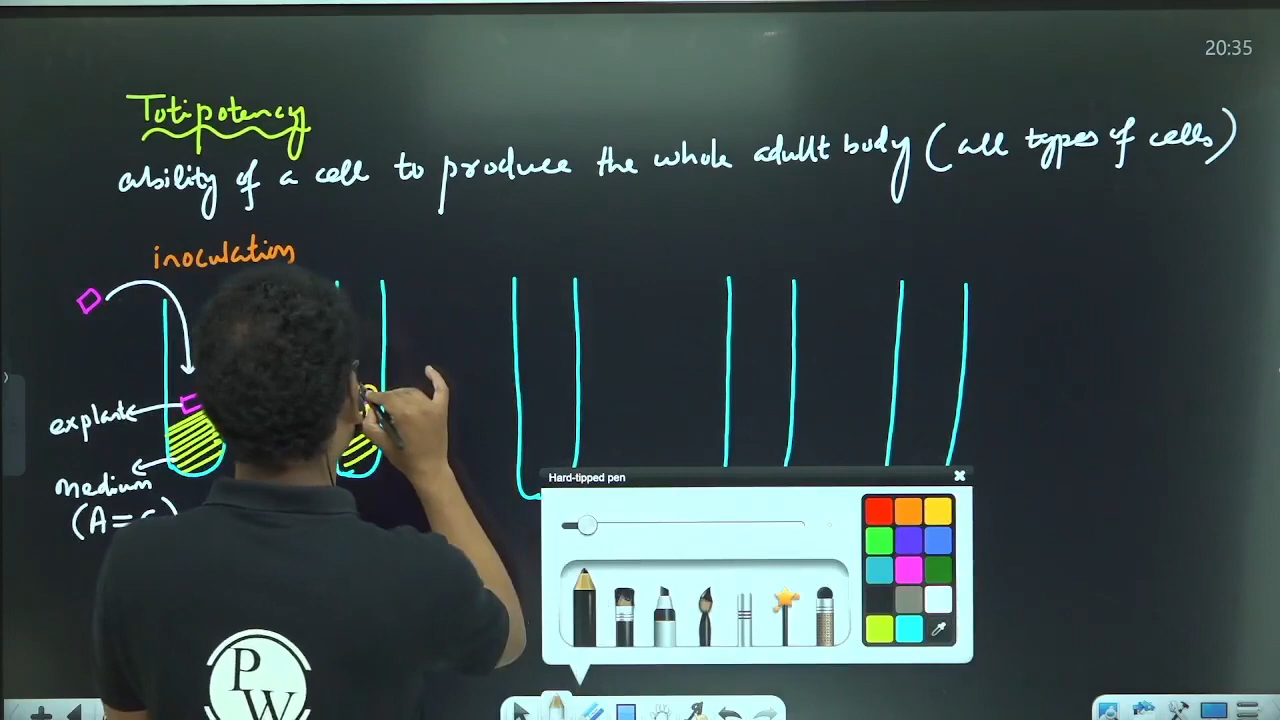 20:35
Totipotency
ability of a cell to produce the whole adult body (all types of cells)
inoculation
explant
Medium
(A=c)
Hard-tipped pen
PW